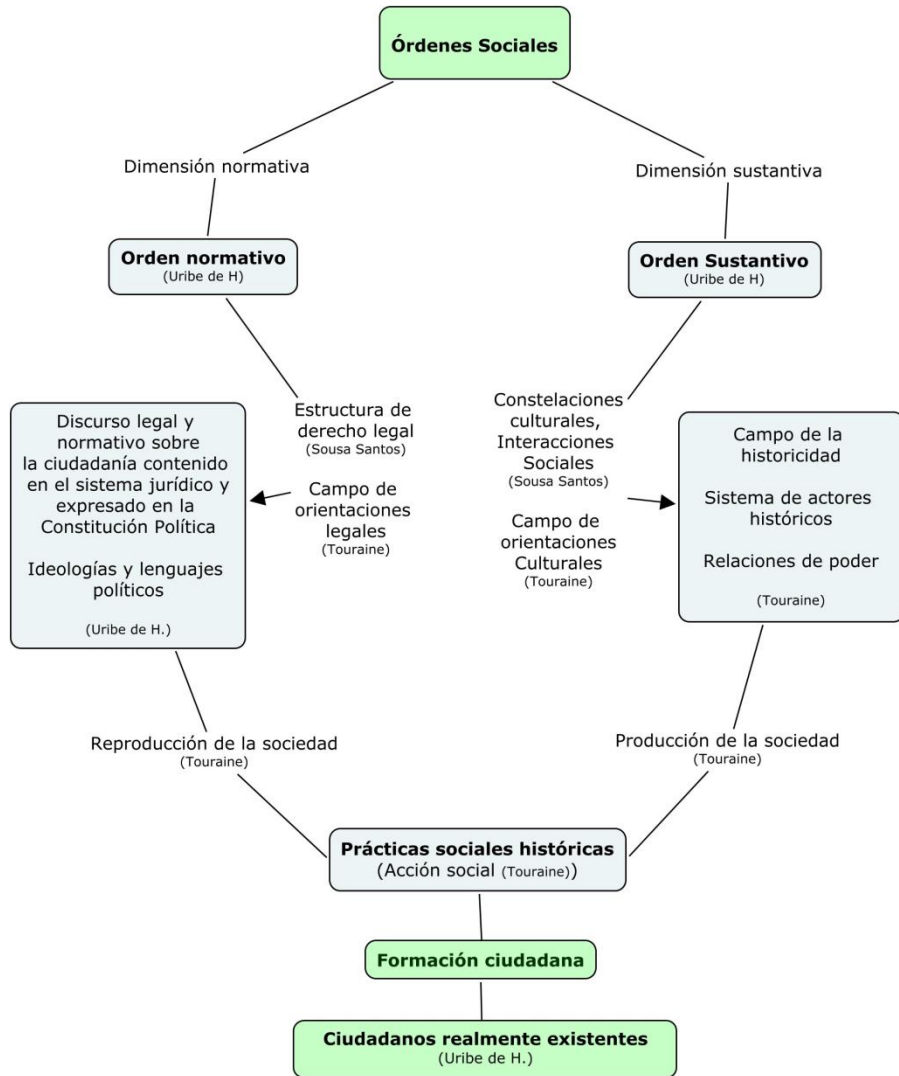 Órdenes Sociales
Dimensión normativa
Dimensión sustantiva
Orden normativo
(Uribe de H)
Orden Sustantivo
(Uribe de H)
Discurso legal y
normativo sobre
la ciudadanía contenido
en el sistema jurídico y
expresado en la
Constitución Política
Ideologías y lenguajes
políticos
(Uribe de H.)
Estructura de
derecho legal
(Sousa Santos)
Campo de
orientaciones
legales
(Touraine)
Constelaciones
culturales,
Interacciones
Sociales
(Sousa Santos)
Campo de
orientaciones
Culturales
(Touraine)
Campo de la
historicidad
Sistema de actores
históricos
Relaciones de poder
(Touraine)
Reproducción de la sociedad
(Touraine)
Producción de la sociedad
(Touraine)
Prácticas sociales históricas
(Acción social (Touraine))
Formación ciudadana
Ciudadanos realmente existentes
(Uribe de H.)